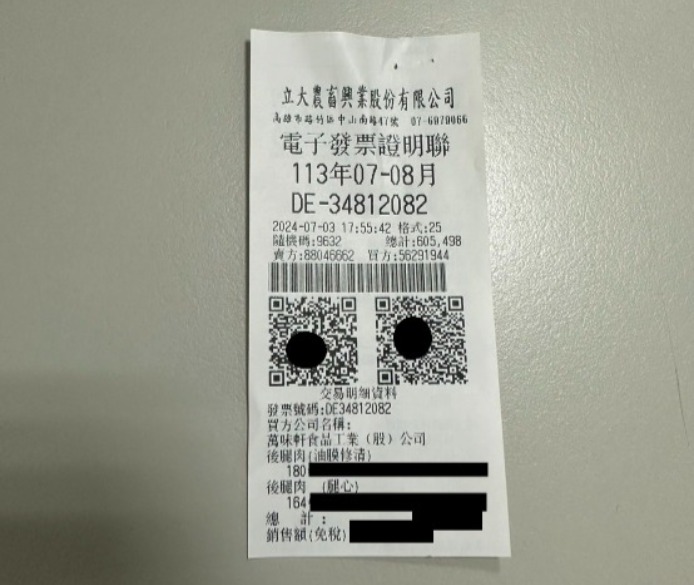 立大農畜興業股份有限公司
高雄市路竹區中山南路47號 07-6979066
電子發票證明聯
113年07-08月
DE-34812082
2024-07-03 17:55:42 格式:25
隨機碼:9632 總計:605,498
賣方:88046662 買方:56291944
交易明細資料
發票號碼:DE34812082
買方公司名稱:
萬味軒食品工業（股）公司
後腿肉(油膜修清)
180
後腿肉 (腿心)
164
總 計:
銷售額(免稅)